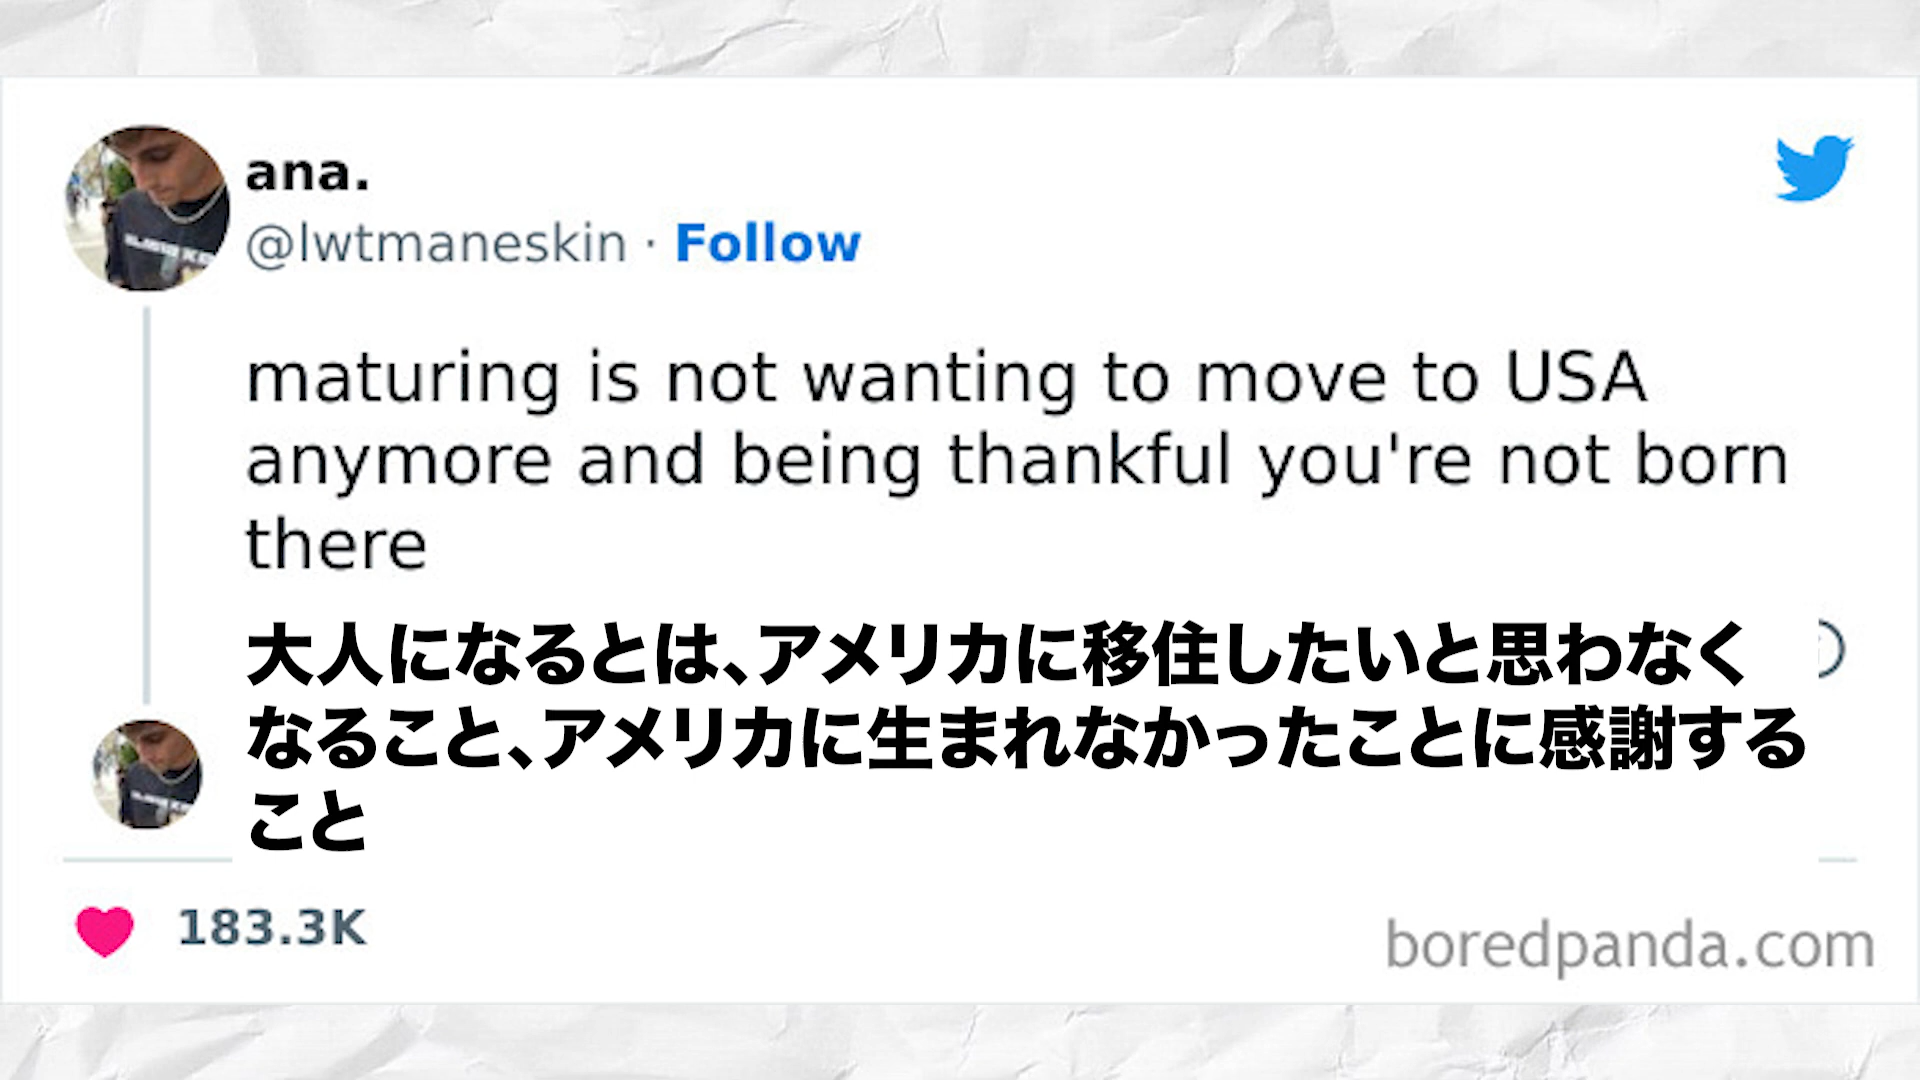 ana.
@lwtmaneskin · Follow
maturing is not wanting to move to USA
anymore and being thankful you're not born
there
大人になるとは、アメリカに移住したいと思わなく
なること、アメリカに生まれなかったことに感謝する
こと
183.3K
boredpanda.com